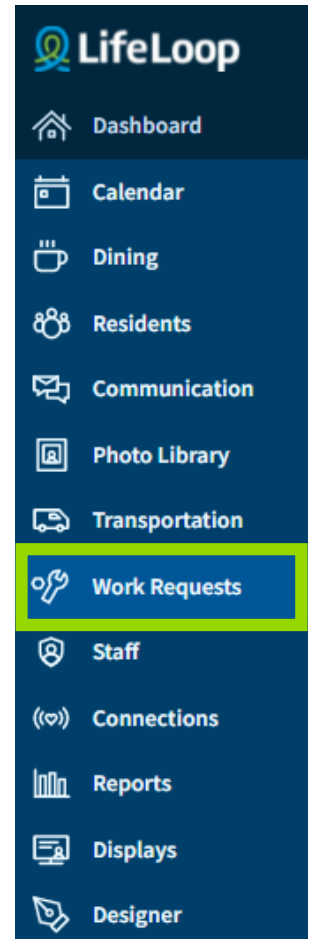 LifeLoop
Dashboard
Calendar
Dining
Residents
Communication
Photo Library
Transportation
Work Requests
Staff
Connections
Reports
Displays
Designer